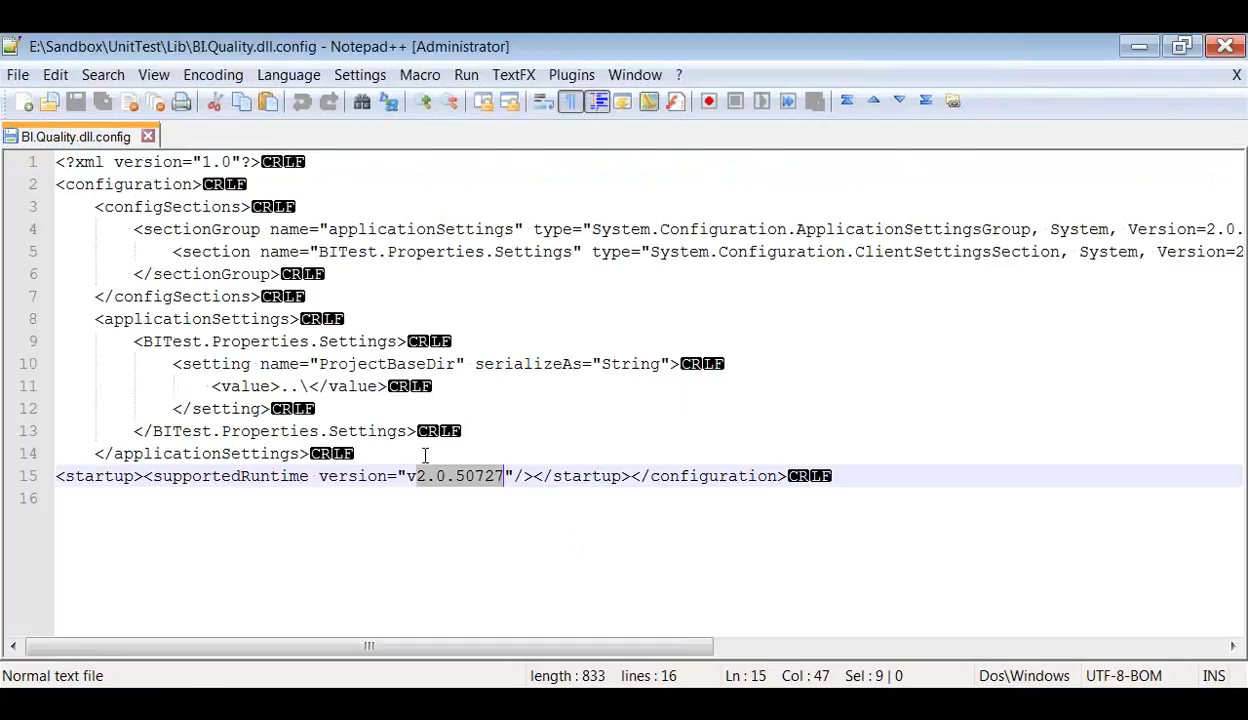 E:\Sandbox\UnitTest\Lib\BI.Quality.dll.config - Notepad++ [Administrator]
File Edit Search View Encoding Language Settings Macro Run TextFX Plugins Window ? X
BI.Quality.dll.config
1 <?xml version="1.0"?>CRLF
2 <configuration>CRLF
3 <configSections>CRLF
4 <sectionGroup name="applicationSettings" type="System.Configuration.ApplicationSettingsGroup, System, Version=2.0.
5 <section name="BITest.Properties.Settings" type="System.Configuration.ClientSettingsSection, System, Version=2
6 </sectionGroup>CRLF
7 </configSections>CRLF
8 <applicationSettings>CRLF
9 <BITest.Properties.Settings>CRLF
10 <setting name="ProjectBaseDir" serializeAs="String">CRLF
11 <value>..\</value>CRLF
12 </setting>CRLF
13 </BITest.Properties.Settings>CRLF
14 </applicationSettings>CRLF
15 <startup><supportedRuntime version="v2.0.50727"/></startup></configuration>CRLF
16
Normal text file length : 833 lines : 16 Ln : 15 Col : 47 Sel : 9 | 0 Dos\Windows UTF-8-BOM INS